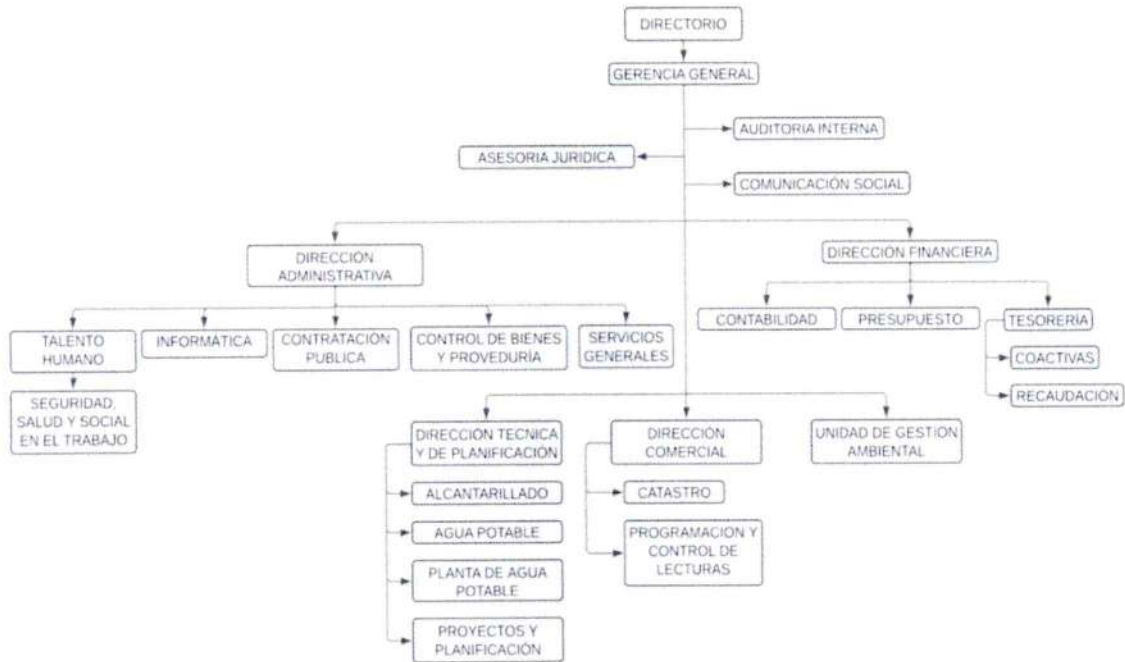 DIRECTORIO
GERENCIA GENERAL
AUDITORIA INTERNA
ASESORIA JURIDICA
COMUNICACIÓN SOCIAL
DIRECCIÓN
ADMINISTRATIVA
DIRECCIÓN FINANCIERA
TALENTO
HUMANO
INFORMÁTICA
CONTRATACIÓN
PUBLICA
CONTROL DE BIENES
Y PROVEDURÍA
SERVICIOS
GENERALES
CONTABILIDAD
PRESUPUESTO
TESORERÍA
COACTIVAS
RECAUDACIÓN
SEGURIDAD,
SALUD Y SOCIAL
EN EL TRABAJO
DIRECCIÓN TECNICA
Y DE PLANIFICACIÓN
ALCANTARILLADO
AGUA POTABLE
PLANTA DE AGUA
POTABLE
PROYECTOS Y
PLANIFICACIÓN
DIRECCIÓN
COMERCIAL
CATASTRO
PROGRAMACION Y
CONTROL DE
LECTURAS
UNIDAD DE GESTION
AMBIENTAL